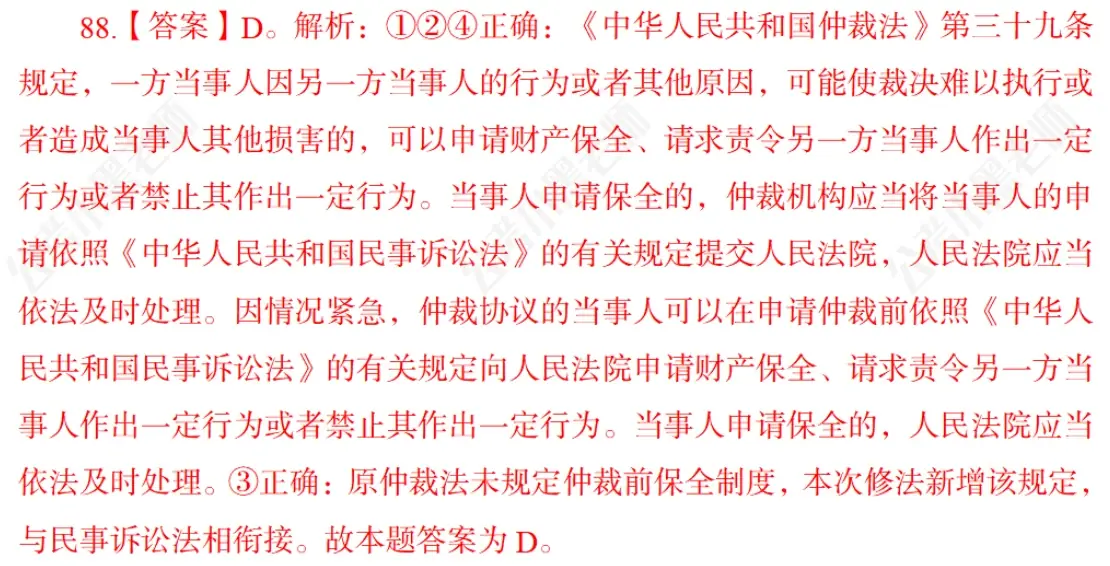 88.【答案】D。解析：①②④正确：《中华人民共和国仲裁法》第三十九条
规定，一方当事人因另一方当事人的行为或者其他原因，可能使裁决难以执行或
者造成当事人其他损害的，可以申请财产保全、请求责令另一方当事人作出一定
行为或者禁止其作出一定行为。当事人申请保全的，仲裁机构应当将当事人的申
请依照《中华人民共和国民事诉讼法》的有关规定提交人民法院，人民法院应当
依法及时处理。因情况紧急，仲裁协议的当事人可以在申请仲裁前依照《中华人
民共和国民事诉讼法》的有关规定向人民法院申请财产保全、请求责令另一方当
事人作出一定行为或者禁止其作出一定行为。当事人申请保全的，人民法院应当
依法及时处理。③正确：原仲裁法未规定仲裁前保全制度，本次修法新增该规定，
与民事诉讼法相衔接。故本题答案为 D。